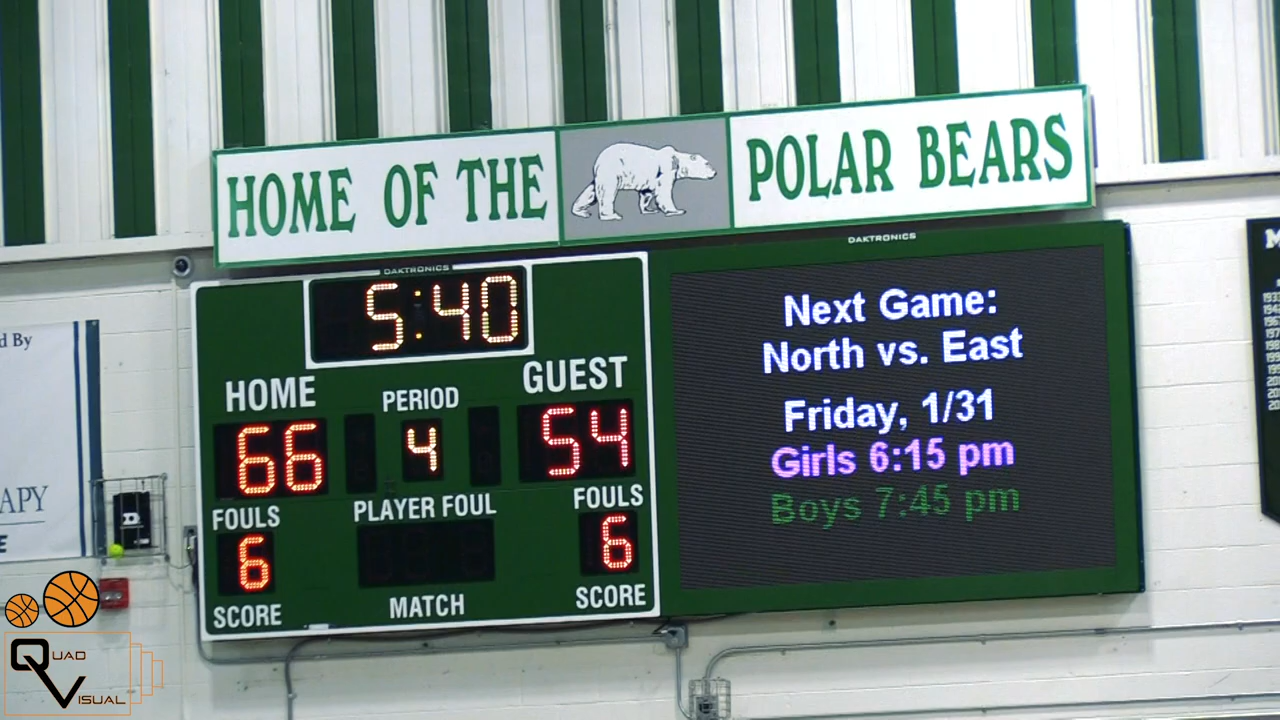 HOME OF THE POLAR BEARS
DAKTRONICS
DAKTRONICS
5:40
HOME
PERIOD
GUEST
66
4
54
FOULS
PLAYER FOUL
FOULS
6
6
SCORE
MATCH
SCORE
Next Game:
North vs. East
Friday, 1/31
Girls 6:15 pm
Boys 7:45 pm
d By
APY
E
D
M
QUAD
VISUAL